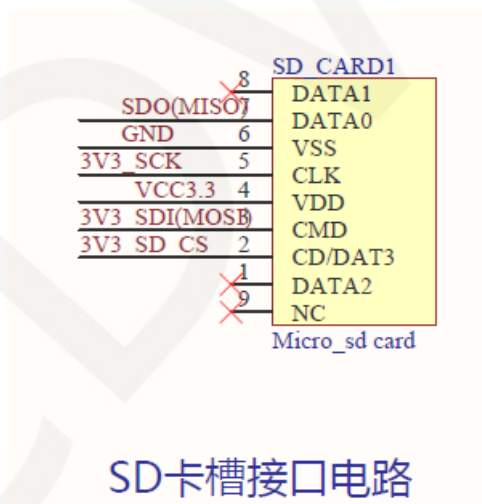 SD_CARD1
8 DATA1
SDO(MISO) 7 DATA0
GND 6 VSS
3V3_SCK 5 CLK
VCC3.3 4 VDD
3V3_SDI(MOSI) 3 CMD
3V3_SD_CS 2 CD/DAT3
1 DATA2
9 NC
Micro_sd card
SD卡槽接口电路